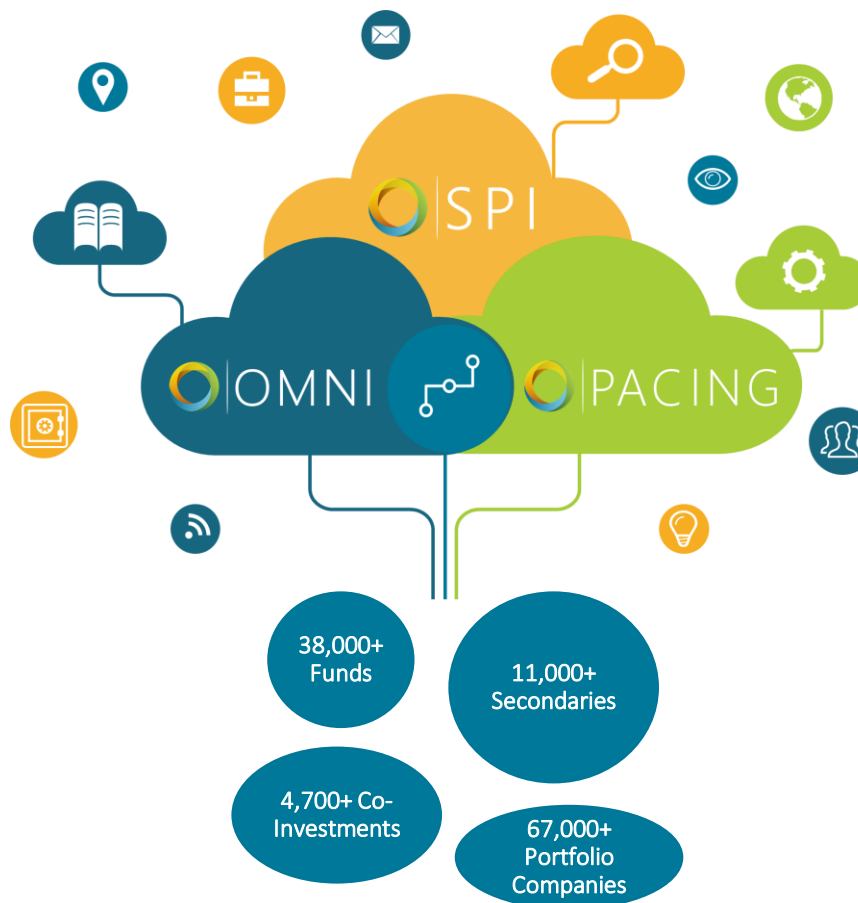 SPI
OMNI
PACING
38,000+
Funds
11,000+
Secondaries
4,700+ Co-
Investments
67,000+
Portfolio
Companies